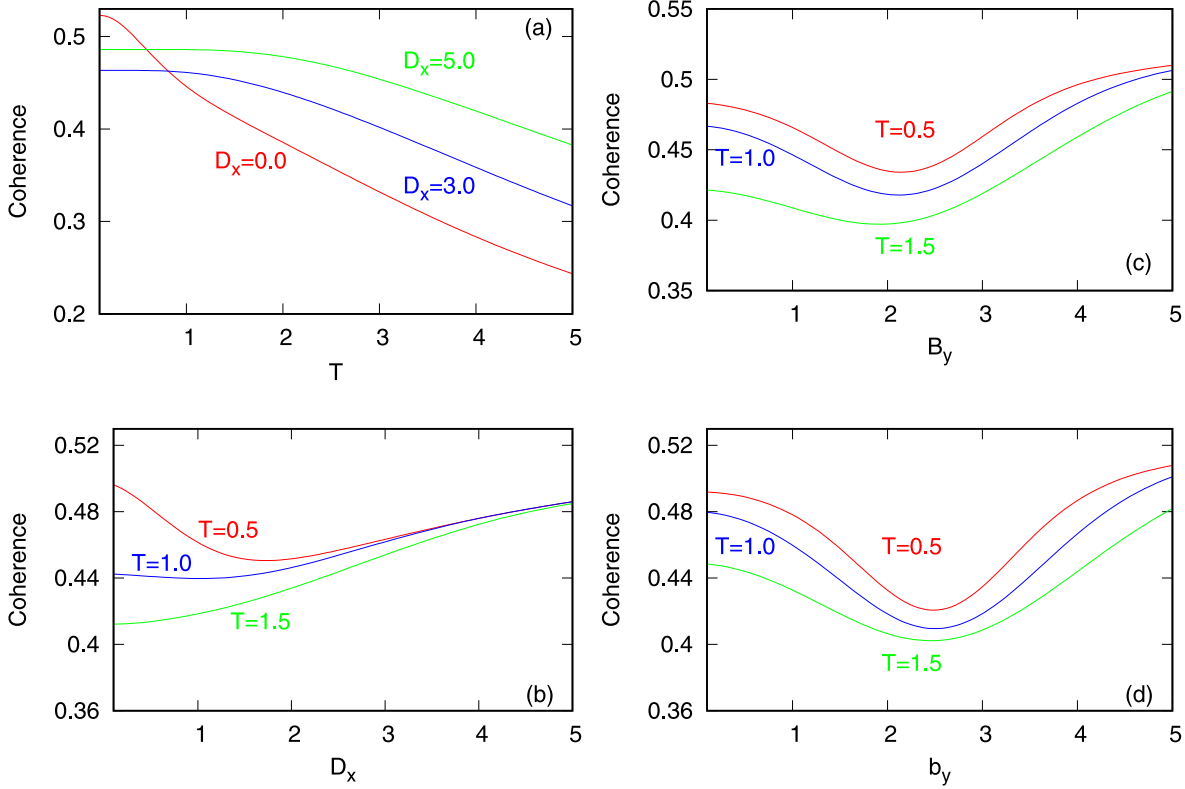 (a)
0.5
0.4
0.3
0.2
Coherence
D_x=5.0
D_x=0.0
D_x=3.0
1 2 3 4 5
T
(c)
0.55
0.5
0.45
0.4
0.35
Coherence
T=0.5
T=1.0
T=1.5
1 2 3 4 5
B_y
0.52
0.48
0.44
0.4
0.36
Coherence
T=0.5
T=1.0
T=1.5
(b)
1 2 3 4 5
D_x
0.52
0.48
0.44
0.4
0.36
Coherence
T=0.5
T=1.0
T=1.5
(d)
1 2 3 4 5
b_y